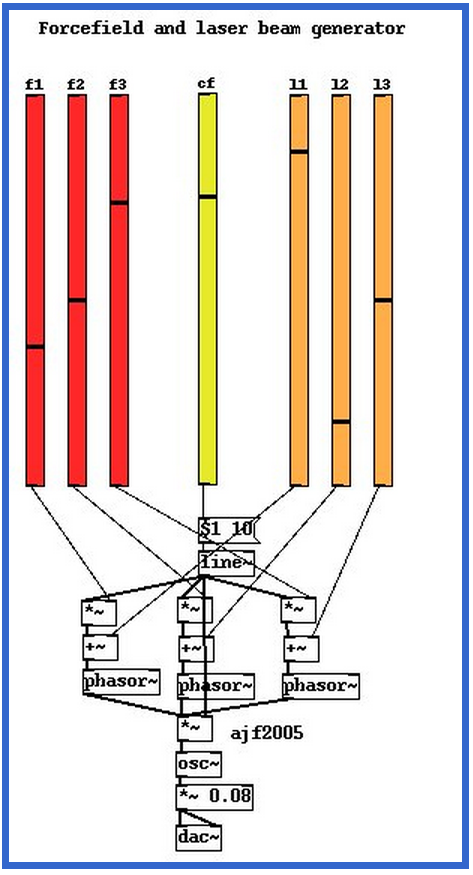 Forcefield and laser beam generator
f1 f2 f3 cf l1 l2 l3
$1 10
line~
*~ *~ *~
+~ +~ +~
phasor~ phasor~ phasor~
*~ ajf2005
osc~
*~ 0.08
dac~